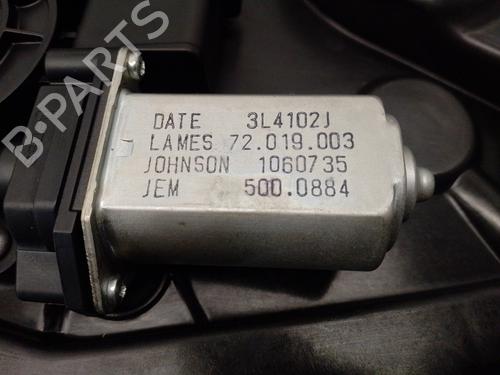 DATE 3L4102J
LAMES 72.019.003
JOHNSON 1060735
JEM 500.0884
B-PARTS